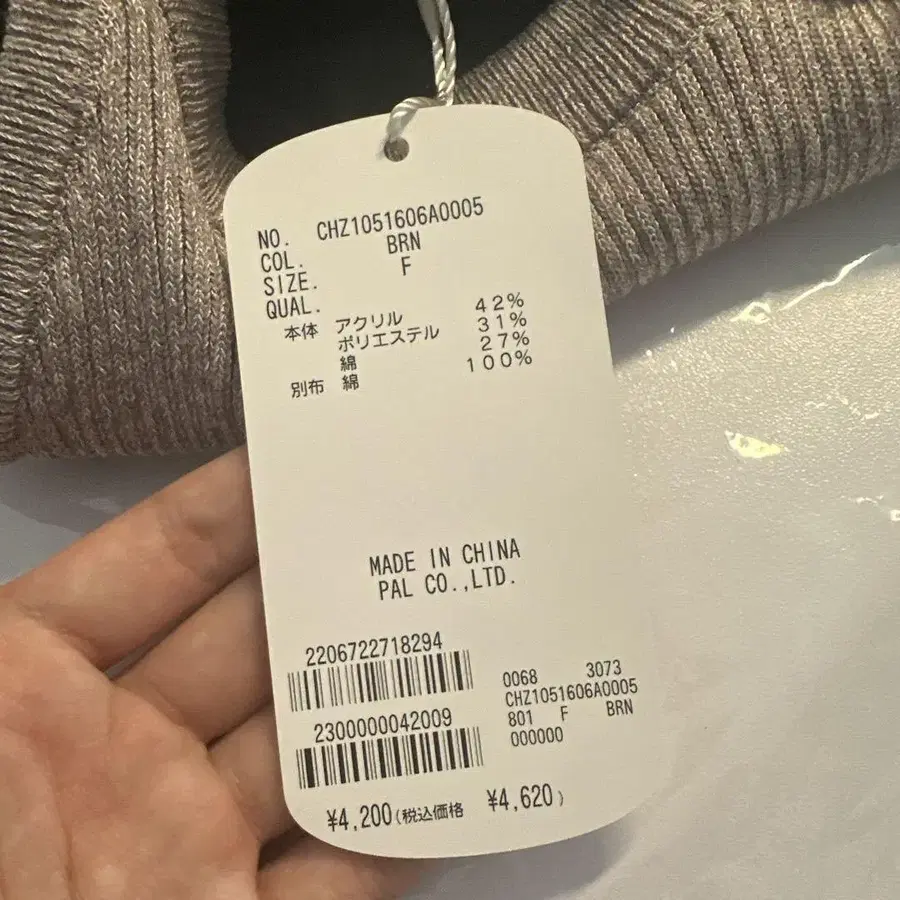 NO. CHZ1051606A0005
COL. BRN
SIZE. F
QUAL.
本体 アクリル 42%
ポリエステル 31%
綿 27%
別布 綿 100%
MADE IN CHINA
PAL CO.,LTD.
2206722718294
2300000042009
0068 3073
CHZ1051606A0005
801 F BRN
000000
¥4,200(税込価格 ¥4,620)